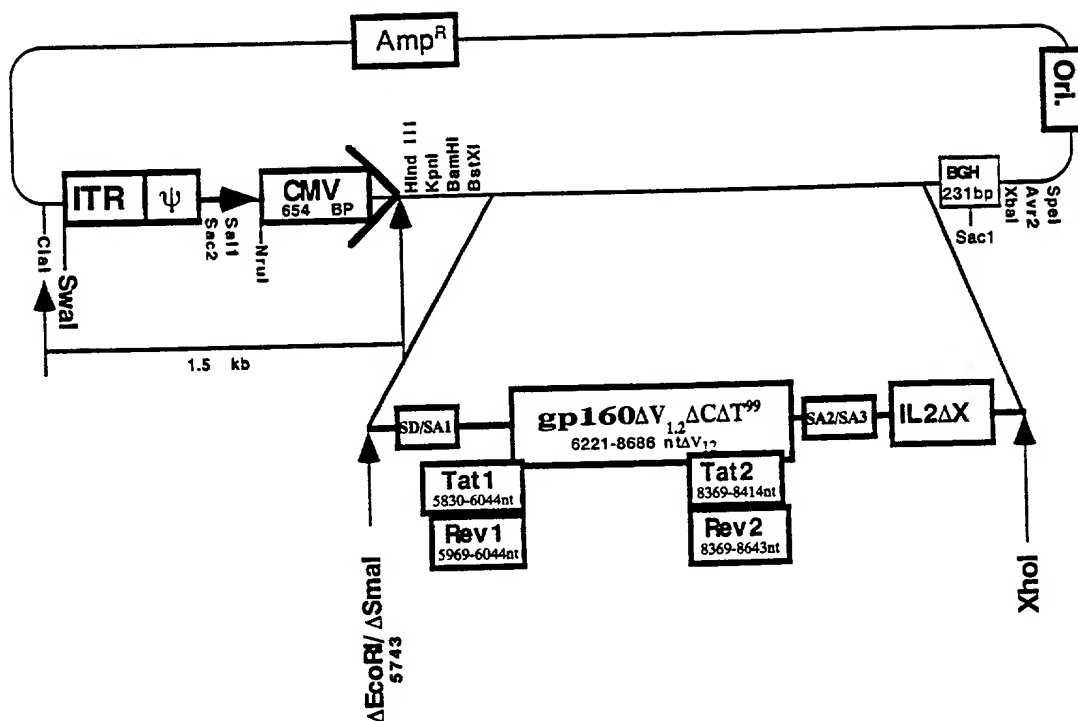 Amp^R
Ori.
ITR
ψ
CMV
654 BP
Hind III
KpnI
BamHI
BstXI
BGH
231bp
XbaI
Avr2
SpeI
Sac1
ClaI
SwaI
Sac2
Sal1
NruI
1.5 kb
SD/SA1
gp160ΔV1,2ΔCΔT99
6221-8686 ntΔV12
SA2/SA3
IL2ΔX
Tat1
5830-6044nt
Rev1
5969-6044nt
Tat2
8369-8414nt
Rev2
8369-8643nt
ΔEcoRI/ΔSmaI
5743
XhoI